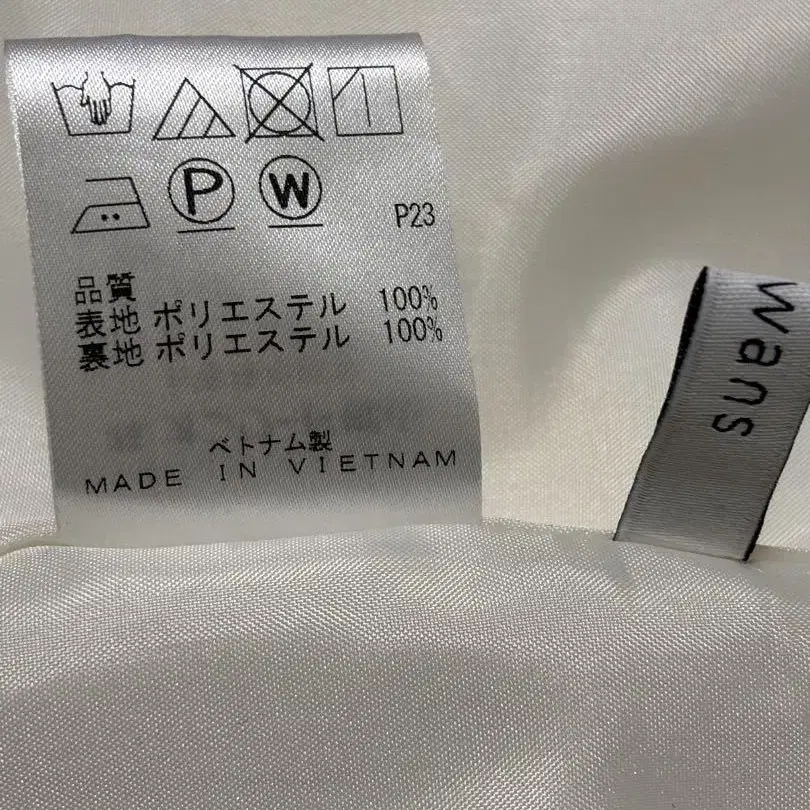 P
W
P23
品質
表地 ポリエステル 100%
裏地 ポリエステル 100%
ベトナム製
MADE IN VIETNAM
wans